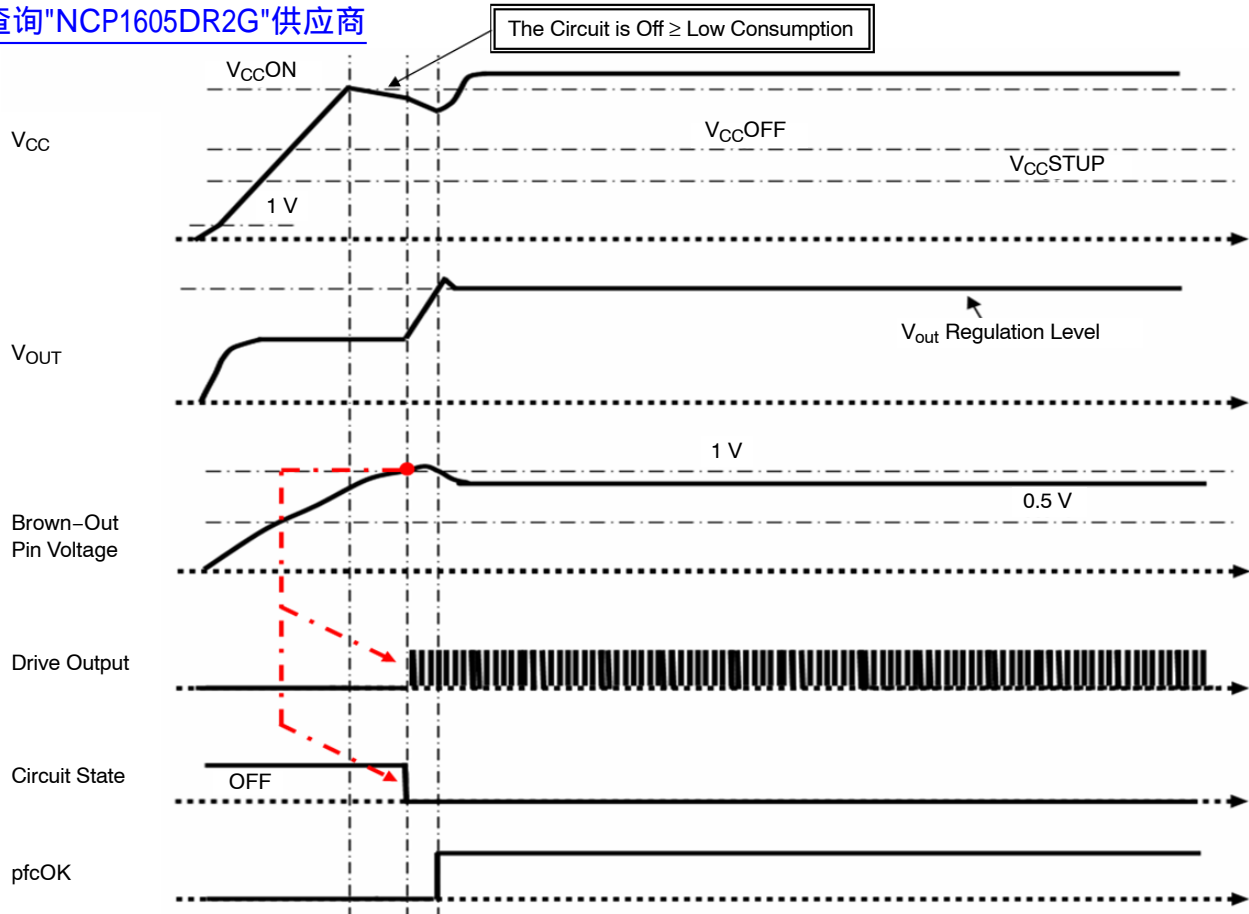 查询"NCP1605DR2G"供应商
The Circuit is Off ≥ Low Consumption
VCCON
VCC
VCCOFF
VCCSTUP
1 V
Vout Regulation Level
VOUT
1 V
0.5 V
Brown−Out
Pin Voltage
Drive Output
Circuit State
OFF
pfcOK